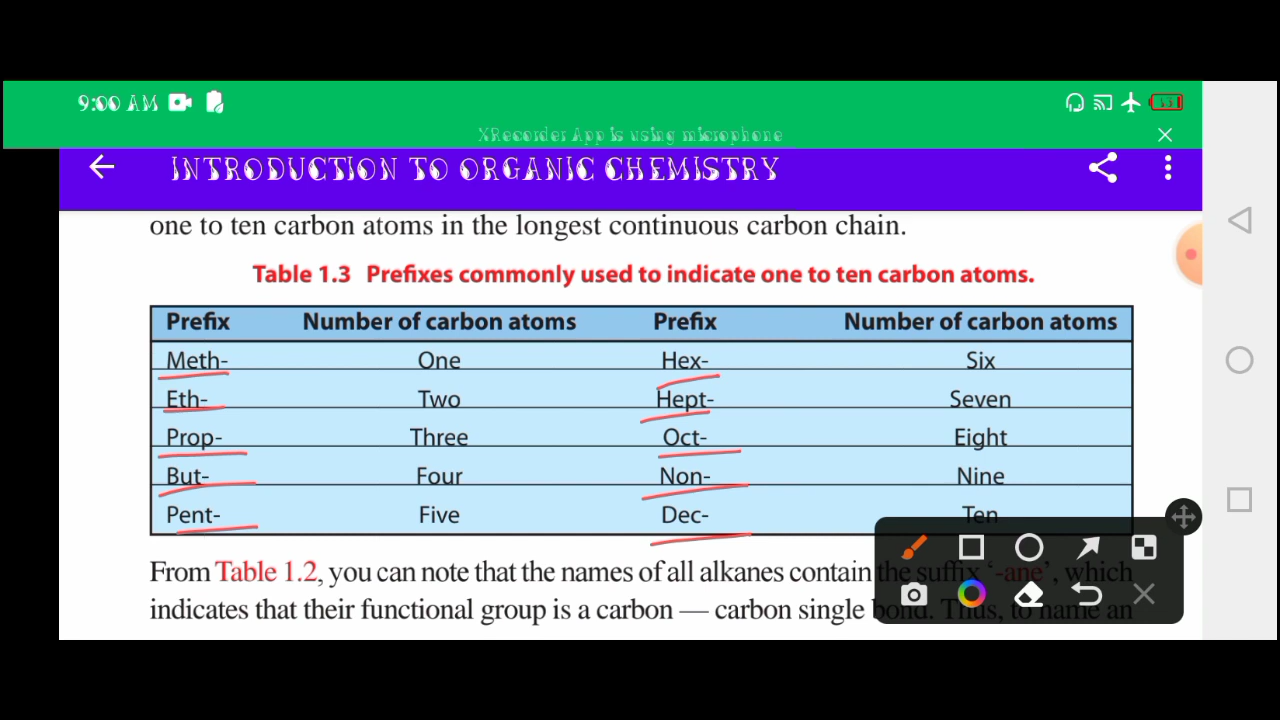 9:00 AM
XRecorder App is using microphone
INTRODUCTION TO ORGANIC CHEMISTRY
one to ten carbon atoms in the longest continuous carbon chain.
Table 1.3 Prefixes commonly used to indicate one to ten carbon atoms.
Prefix Number of carbon atoms Prefix Number of carbon atoms
Meth- One Hex- Six
Eth- Two Hept- Seven
Prop- Three Oct- Eight
But- Four Non- Nine
Pent- Five Dec- Ten
From Table 1.2, you can note that the names of all alkanes contain the suffix ‘-ane’, which
indicates that their functional group is a carbon — carbon single bond. Thus, to name an